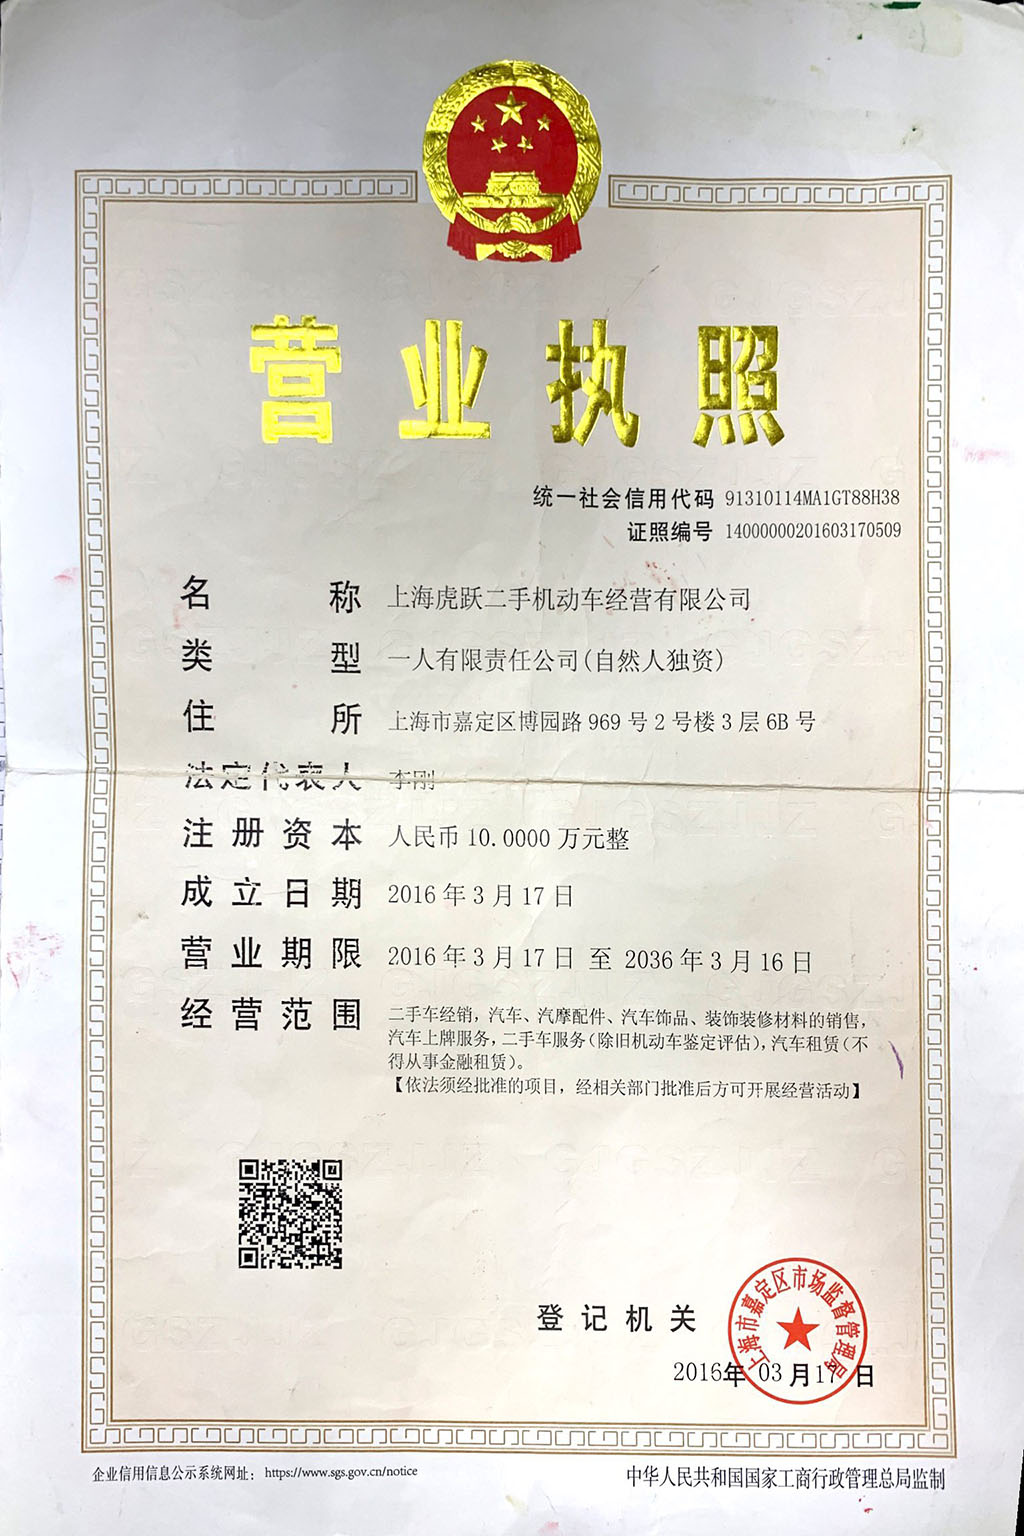 营业执照
统一社会信用代码 91310114MA1GT88H38
证照编号 14000000201603170509
名称 上海虎跃二手机动车经营有限公司
类型 一人有限责任公司(自然人独资)
住所 上海市嘉定区博园路969号2号楼3层6B号
法定代表人 李刚
注册资本 人民币10.0000万元整
成立日期 2016年3月17日
营业期限 2016年3月17日 至 2036年3月16日
经营范围 二手车经销，汽车、汽摩配件、汽车饰品、装饰装修材料的销售，
汽车上牌服务，二手车服务（除旧机动车鉴定评估），汽车租赁（不
得从事金融租赁）。
【依法须经批准的项目，经相关部门批准后方可开展经营活动】
登记机关
上海市嘉定区市场监督管理局
2016年03月17日
企业信用信息公示系统网址： https://www.sgs.gov.cn/notice
中华人民共和国国家工商行政管理总局监制